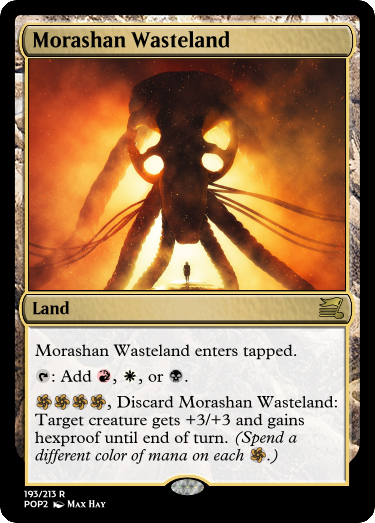 Morashan Wasteland
Land
Morashan Wasteland enters tapped.
: Add , , or .
, Discard Morashan Wasteland:
Target creature gets +3/+3 and gains
hexproof until end of turn. (Spend a
different color of mana on each .)
193/213 R
POP2 Max Hay